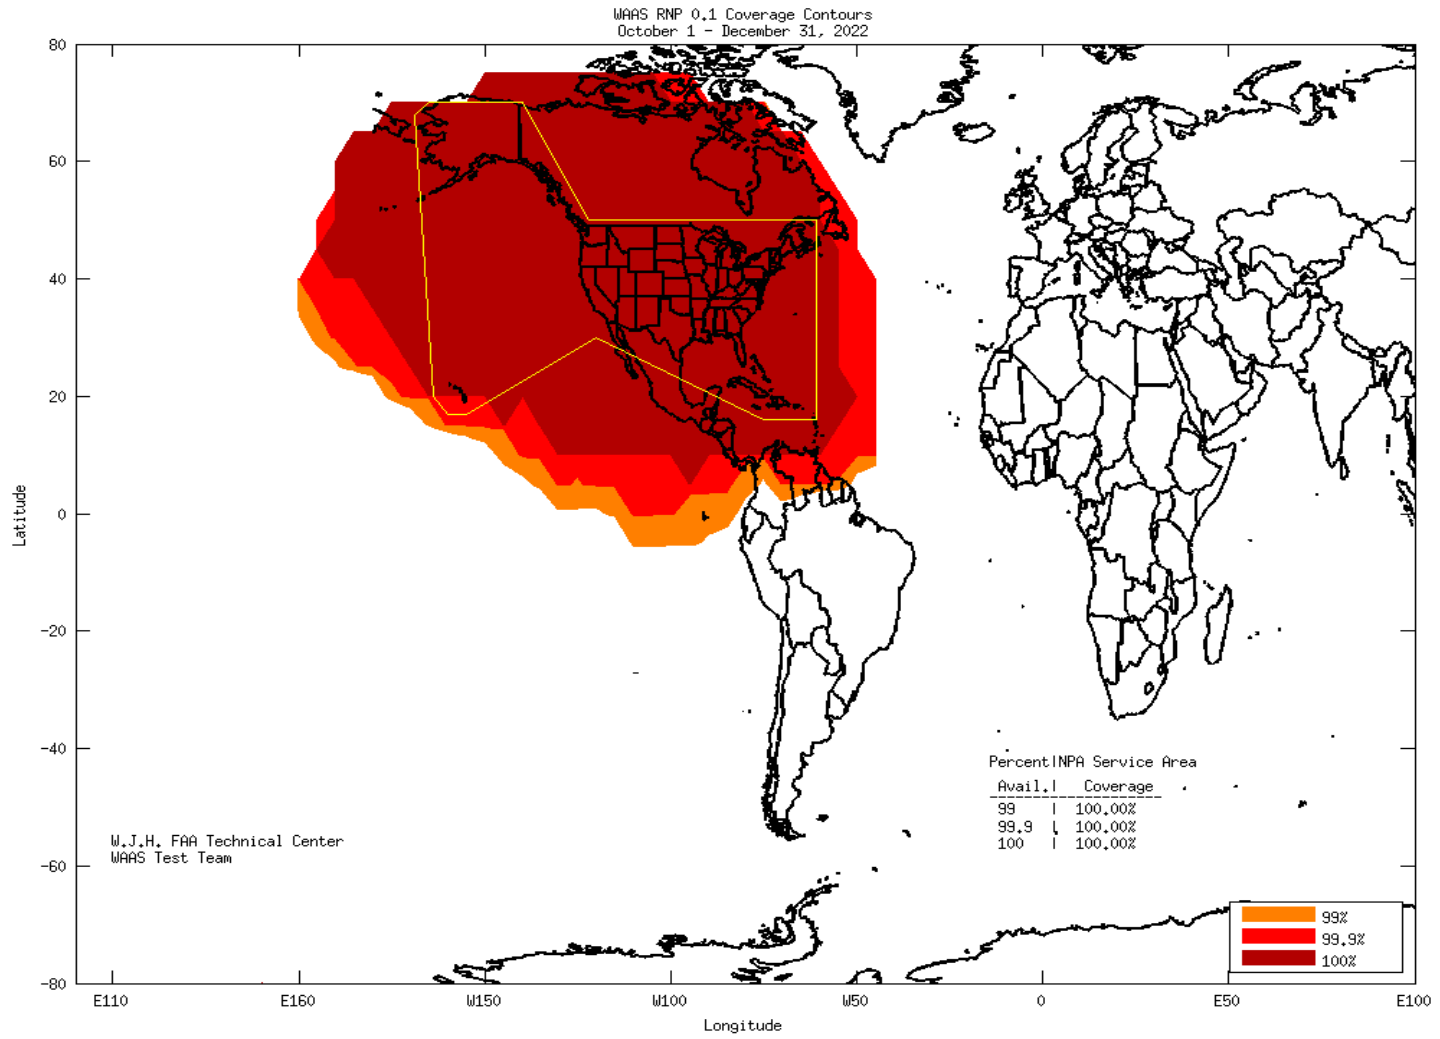 WAAS RNP 0.1 Coverage Contours
October 1 - December 31, 2022
80
60
40
20
0
-20
-40
-60
-80
Latitude
Percent|NPA Service Area
Avail.| Coverage
99 | 100.00%
99.9 | 100.00%
100 | 100.00%
W.J.H. FAA Technical Center
WAAS Test Team
99%
99.9%
100%
E110 E160 W150 W100 W50 0 E50 E100
Longitude